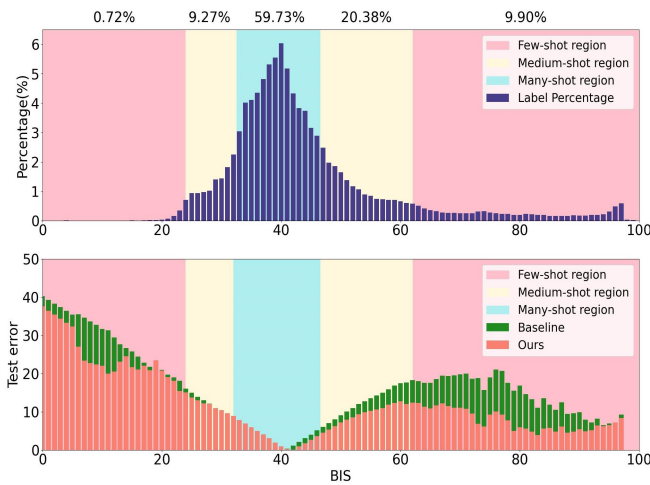 0.72% 9.27% 59.73% 20.38% 9.90%
Percentage(%)
6
5
4
3
2
1
0
Few-shot region
Medium-shot region
Many-shot region
Label Percentage
0 20 40 60 80 100
Test error
50
40
30
20
10
0
Few-shot region
Medium-shot region
Many-shot region
Baseline
Ours
0 20 40 60 80 100
BIS